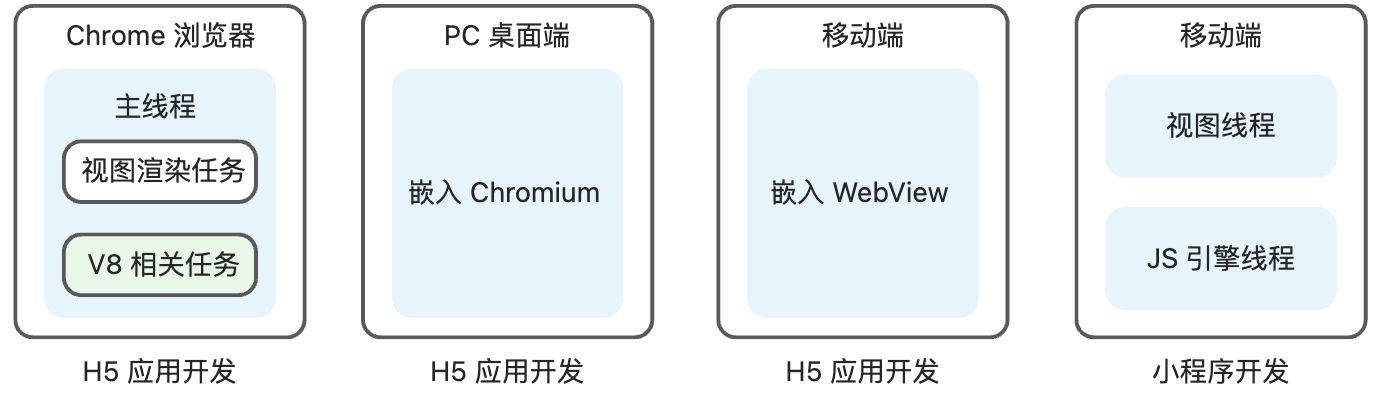 Chrome 浏览器
主线程
视图渲染任务
V8 相关任务
H5 应用开发
PC 桌面端
嵌入 Chromium
H5 应用开发
移动端
嵌入 WebView
H5 应用开发
移动端
视图线程
JS 引擎线程
小程序开发